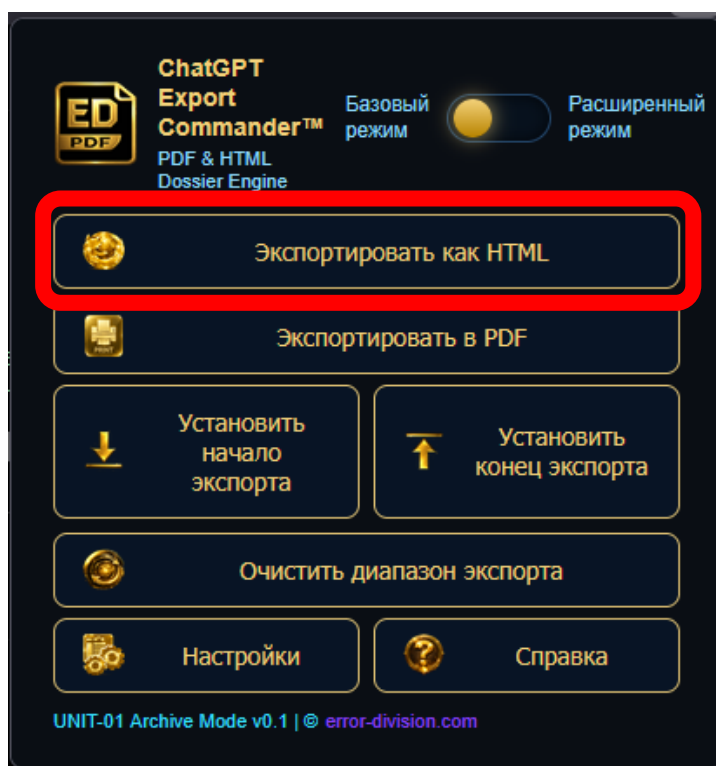 ED
PDF
ChatGPT
Export
Commander™
PDF & HTML
Dossier Engine
Базовый
режим
Расширенный
режим
Экспортировать как HTML
PRINT
Экспортировать в PDF
Установить
начало
экспорта
Установить
конец экспорта
Очистить диапазон экспорта
Настройки
Справка
UNIT-01 Archive Mode v0.1 | © error-division.com